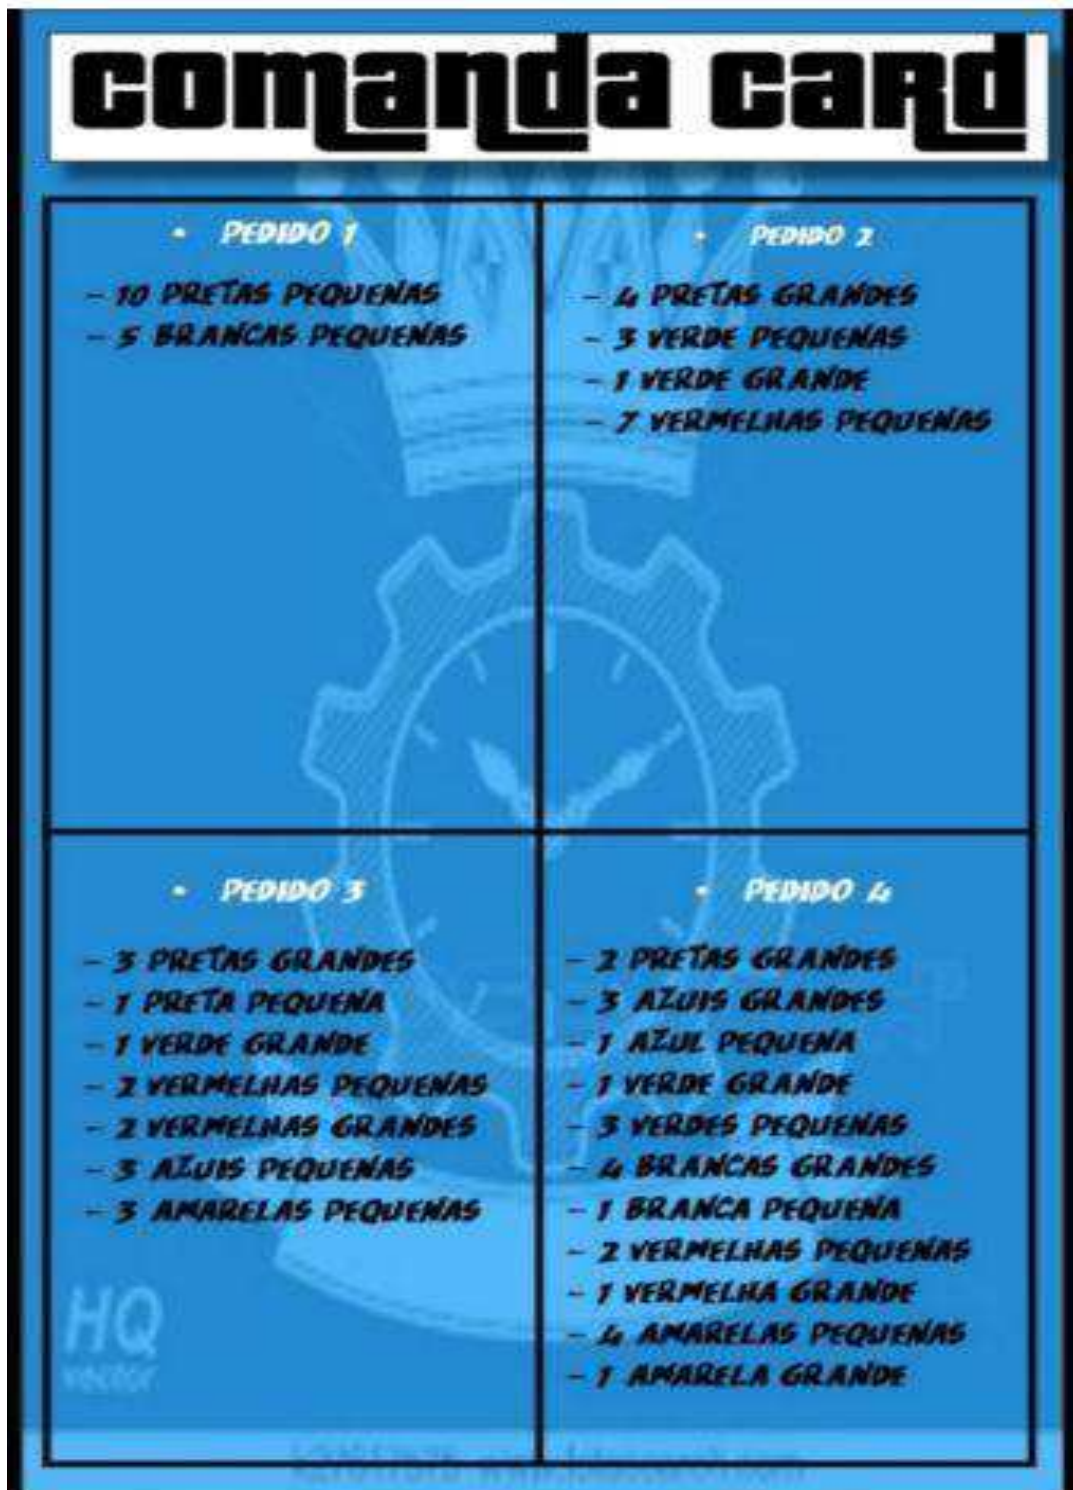 comanda card
• PEDIDO 1
- 10 PRETAS PEQUENAS
- 5 BRANCAS PEQUENAS
• PEDIDO 2
- 4 PRETAS GRANDES
- 3 VERDE PEQUENAS
- 1 VERDE GRANDE
- 7 VERMELHAS PEQUENAS
• PEDIDO 3
- 3 PRETAS GRANDES
- 1 PRETA PEQUENA
- 1 VERDE GRANDE
- 2 VERMELHAS PEQUENAS
- 2 VERMELHAS GRANDES
- 3 AZUIS PEQUENAS
- 3 AMARELAS PEQUENAS
• PEDIDO 4
- 2 PRETAS GRANDES
- 3 AZUIS GRANDES
- 1 AZUL PEQUENA
- 1 VERDE GRANDE
- 3 VERDES PEQUENAS
- 4 BRANCAS GRANDES
- 1 BRANCA PEQUENA
- 2 VERMELHAS PEQUENAS
- 1 VERMELHA GRANDE
- 4 AMARELAS PEQUENAS
- 1 AMARELA GRANDE
HQ
vector